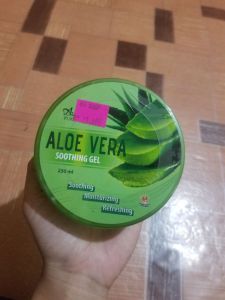 ALOE VERA
SOOTHING GEL
250 ml
Soothing
Moisturizing
Refreshing